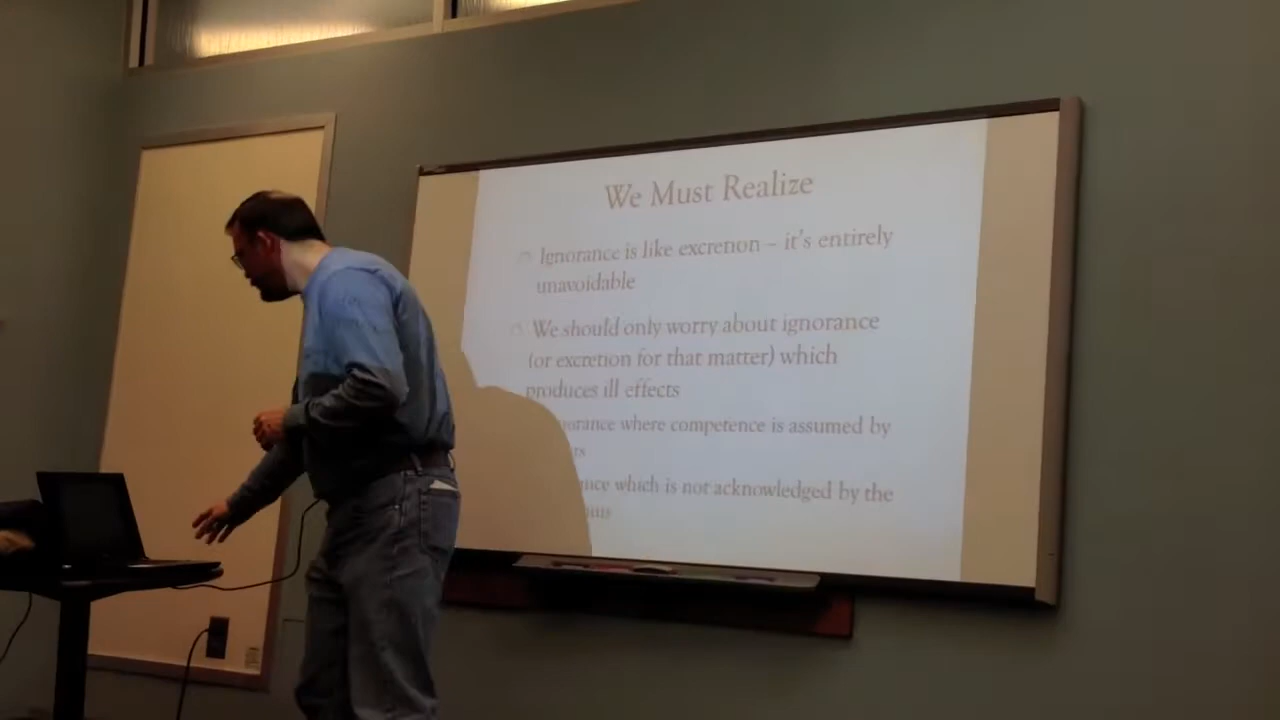 We Must Realize
Ignorance is like excretion – it's entirely
unavoidable
We should only worry about ignorance
(or excretion for that matter) which
produces ill effects
where competence is assumed by
which is not acknowledged by the